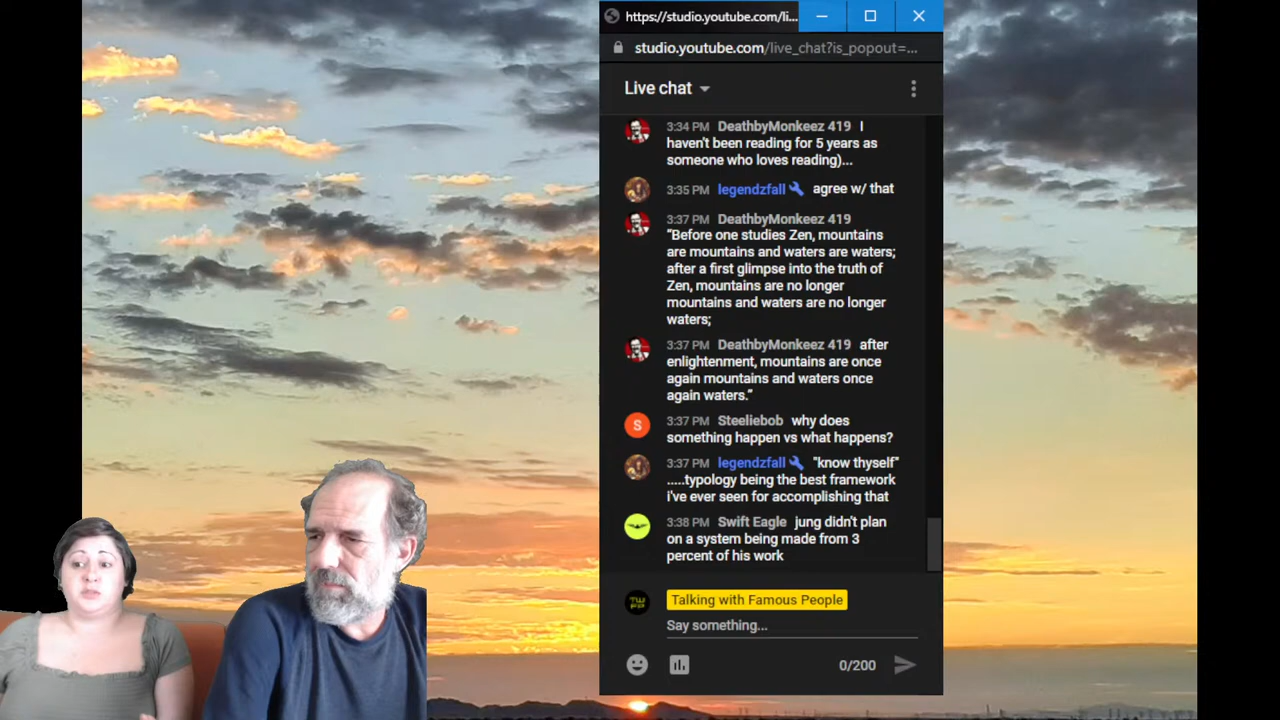 https://studio.youtube.com/li...
studio.youtube.com/live_chat?is_popout=...
Live chat
3:34 PM DeathbyMonkeez 419 I
haven't been reading for 5 years as
someone who loves reading)...
3:35 PM legendzfall agree w/ that
3:37 PM DeathbyMonkeez 419
“Before one studies Zen, mountains
are mountains and waters are waters;
after a first glimpse into the truth of
Zen, mountains are no longer
mountains and waters are no longer
waters;
3:37 PM DeathbyMonkeez 419 after
enlightenment, mountains are once
again mountains and waters once
again waters.”
S
3:37 PM Steeliebob why does
something happen vs what happens?
3:37 PM legendzfall "know thyself"
.....typology being the best framework
i've ever seen for accomplishing that
3:38 PM Swift Eagle jung didn't plan
on a system being made from 3
percent of his work
TW
FP
Talking with Famous People
Say something...
0/200